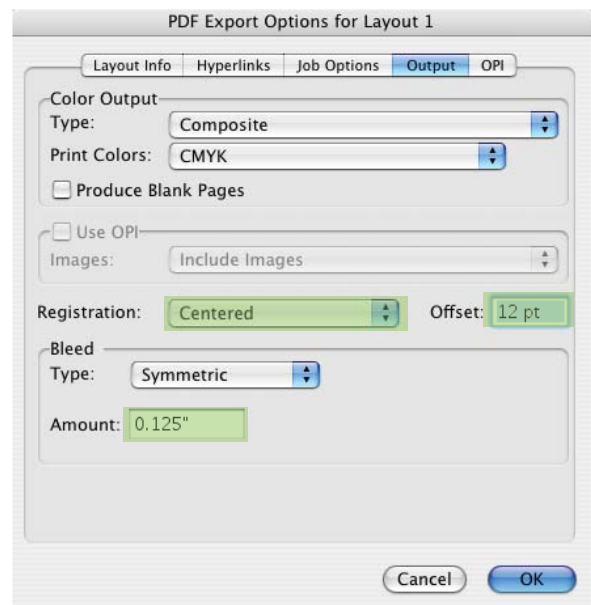 PDF Export Options for Layout 1
Layout Info Hyperlinks Job Options Output OPI
Color Output
Type: Composite
Print Colors: CMYK
Produce Blank Pages
Use OPI
Images: Include Images
Registration: Centered Offset: 12 pt
Bleed
Type: Symmetric
Amount: 0.125"
Cancel OK